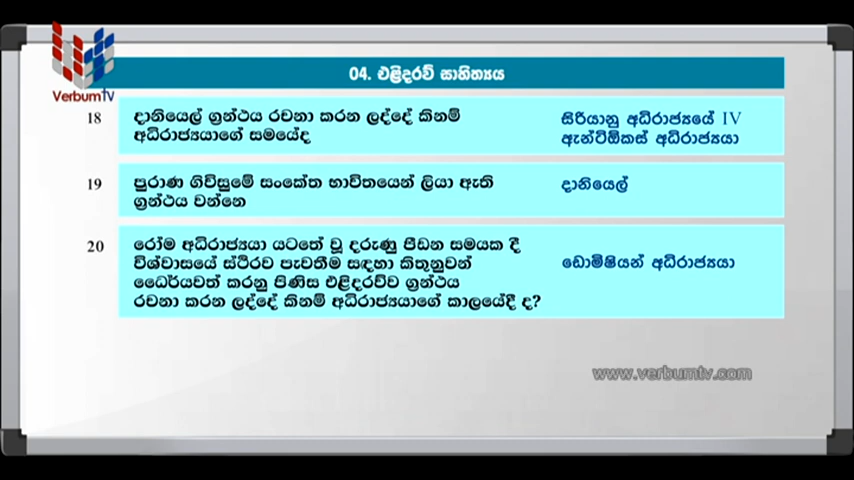 VerbumTV
04. එළිදරව් සාහිත්‍යය
18 දානියෙල් ග්‍රන්ථය රචනා කරන ලද්දේ කිනම්
අධිරාජ්‍යයාගේ සමයේද
සිරියානු අධිරාජ්‍යයේ IV
ඇන්ටිඕකස් අධිරාජ්‍යයා
19 පුරාණ ගිවිසුමේ සංකේත භාවිතයෙන් ලියා ඇති
ග්‍රන්ථය වන්නෙ
දානියෙල්
20 රෝම අධිරාජ්‍යයා යටතේ වූ දරුණු පීඩන සමයක දී
විශ්වාසයේ ස්ථිරව පැවතීම සඳහා කිතුනුවන්
ධෛර්යවත් කරනු පිණිස එළිදරව්ව ග්‍රන්ථය
රචනා කරන ලද්දේ කිනම් අධිරාජ්‍යයාගේ කාලයේදී ද?
ඩොමිෂියන් අධිරාජ්‍යයා
www.verbumtv.com